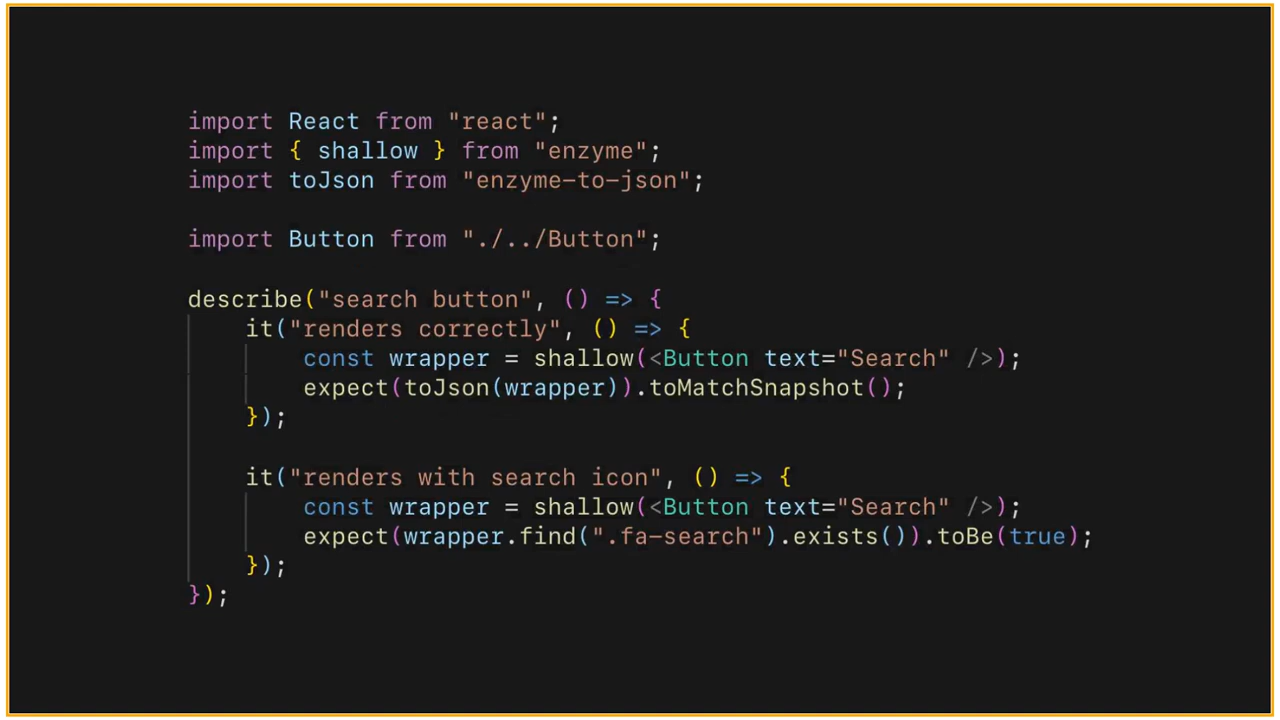 import React from "react";
import { shallow } from "enzyme";
import toJson from "enzyme-to-json";
import Button from "./../Button";
describe("search button", () => {
it("renders correctly", () => {
const wrapper = shallow(<Button text="Search" />);
expect(toJson(wrapper)).toMatchSnapshot();
});
it("renders with search icon", () => {
const wrapper = shallow(<Button text="Search" />);
expect(wrapper.find(".fa-search").exists()).toBe(true);
});
});